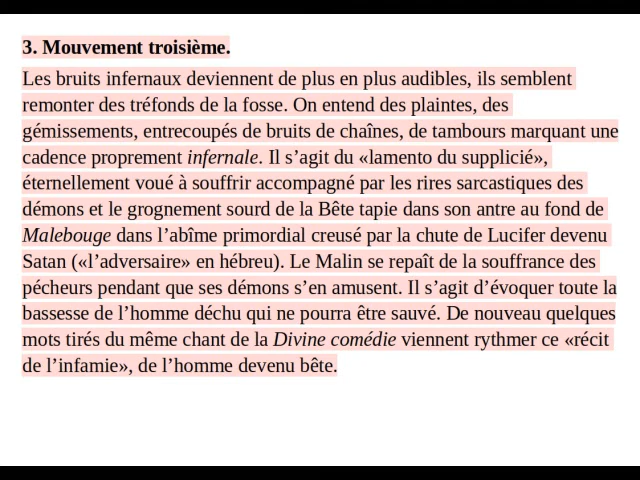 3. Mouvement troisième.
Les bruits infernaux deviennent de plus en plus audibles, ils semblent
remonter des tréfonds de la fosse. On entend des plaintes, des
gémissements, entrecoupés de bruits de chaînes, de tambours marquant une
cadence proprement infernale. Il s’agit du «lamento du supplicié»,
éternellement voué à souffrir accompagné par les rires sarcastiques des
démons et le grognement sourd de la Bête tapie dans son antre au fond de
Malebouge dans l’abîme primordial creusé par la chute de Lucifer devenu
Satan («l’adversaire» en hébreu). Le Malin se repaît de la souffrance des
pécheurs pendant que ses démons s’en amusent. Il s’agit d’évoquer toute la
bassesse de l’homme déchu qui ne pourra être sauvé. De nouveau quelques
mots tirés du même chant de la Divine comédie viennent rythmer ce «récit
de l’infamie», de l’homme devenu bête.